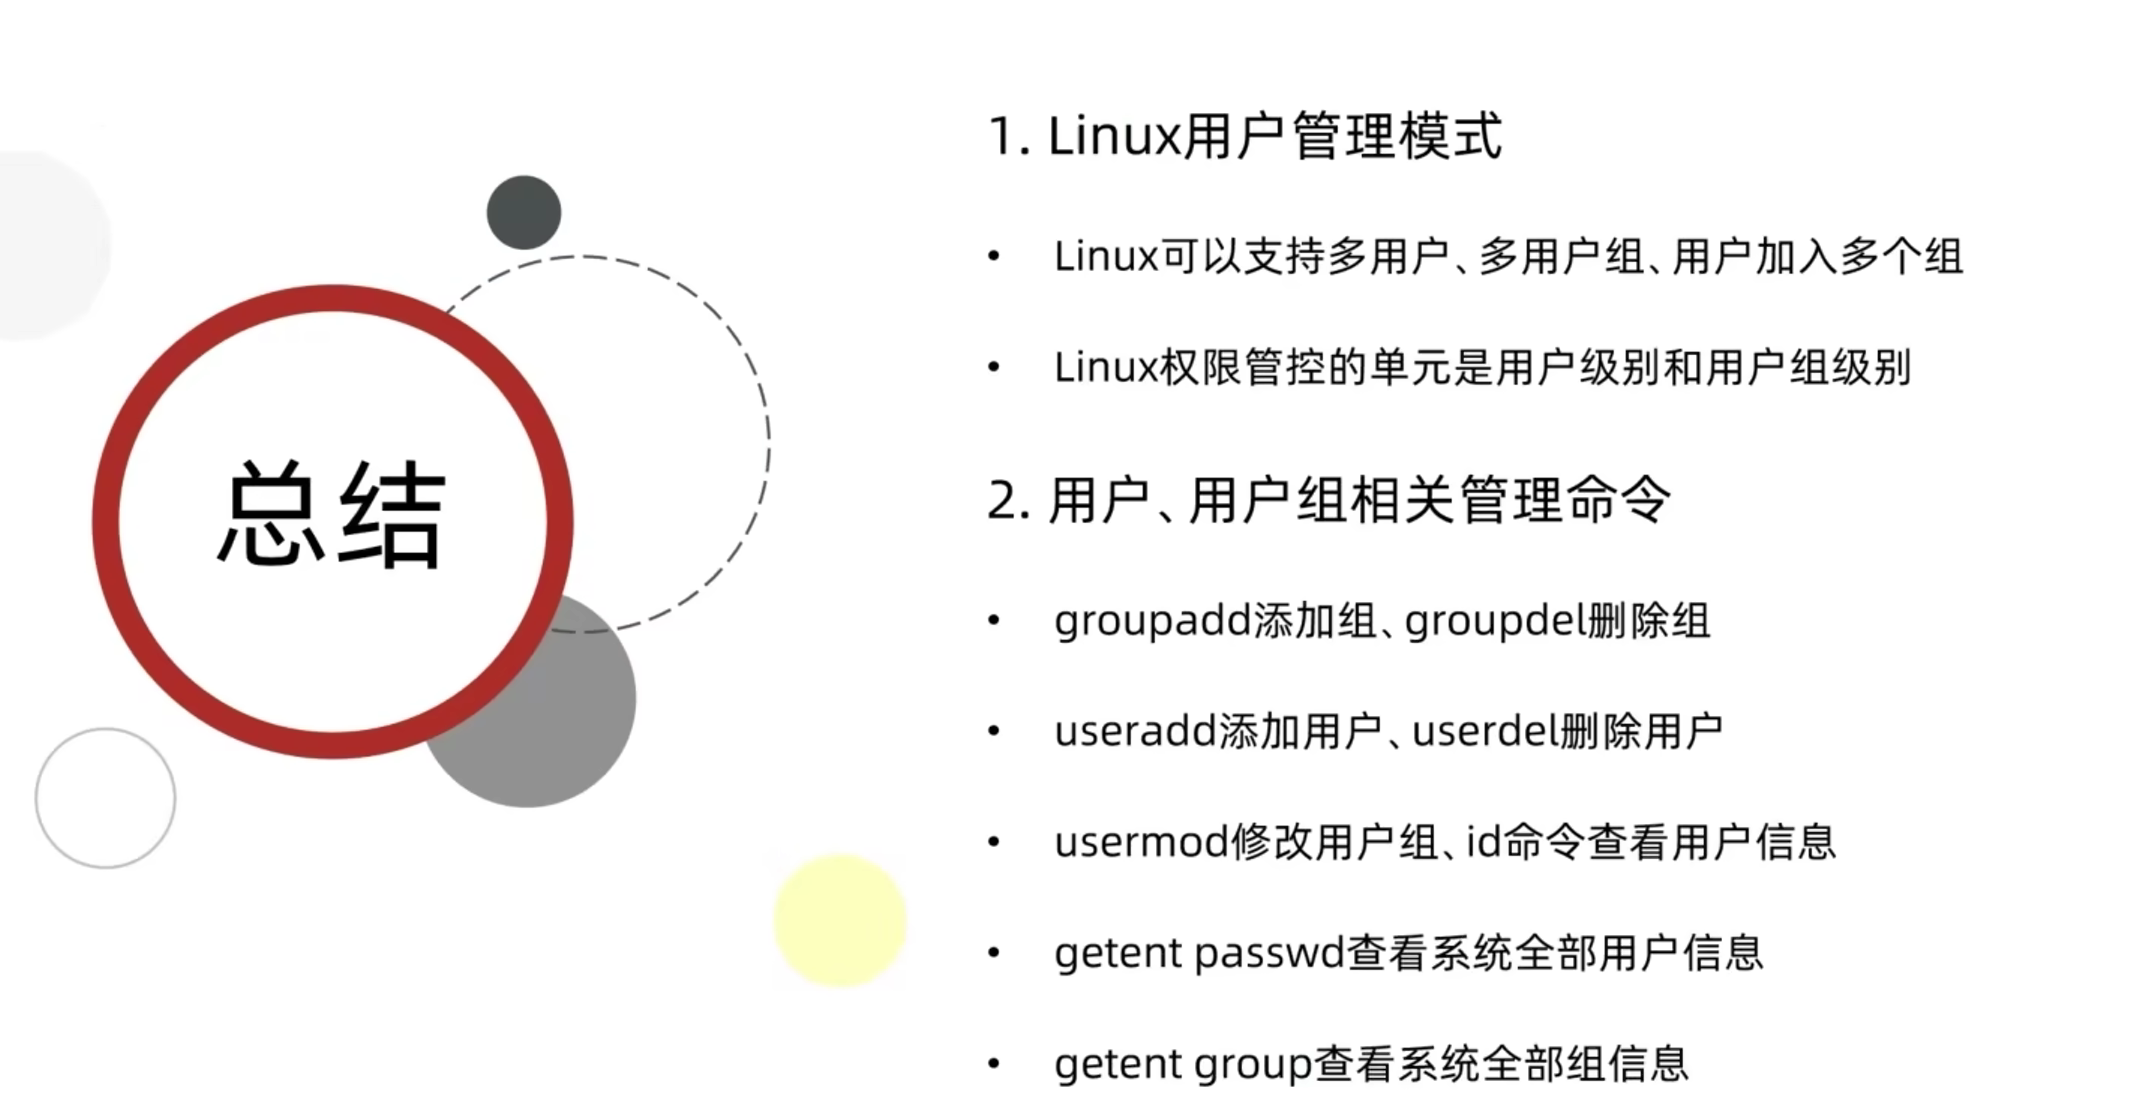 总结
1. Linux用户管理模式
• Linux可以支持多用户、多用户组、用户加入多个组
• Linux权限管控的单元是用户级别和用户组级别
2. 用户、用户组相关管理命令
• groupadd添加组、groupdel删除组
• useradd添加用户、userdel删除用户
• usermod修改用户组、id命令查看用户信息
• getent passwd查看系统全部用户信息
• getent group查看系统全部组信息